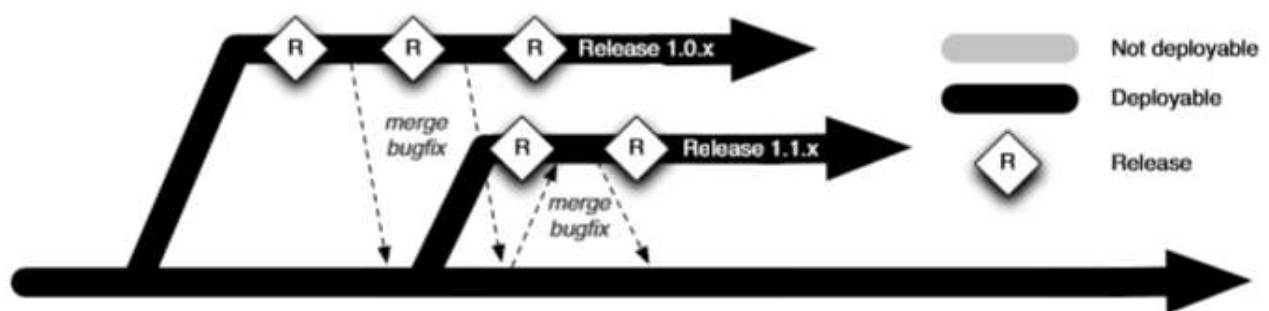 R
R
R
Release 1.0.x
Not deployable
Deployable
merge
bugfix
R
R
Release 1.1.x
R
Release
merge
bugfix